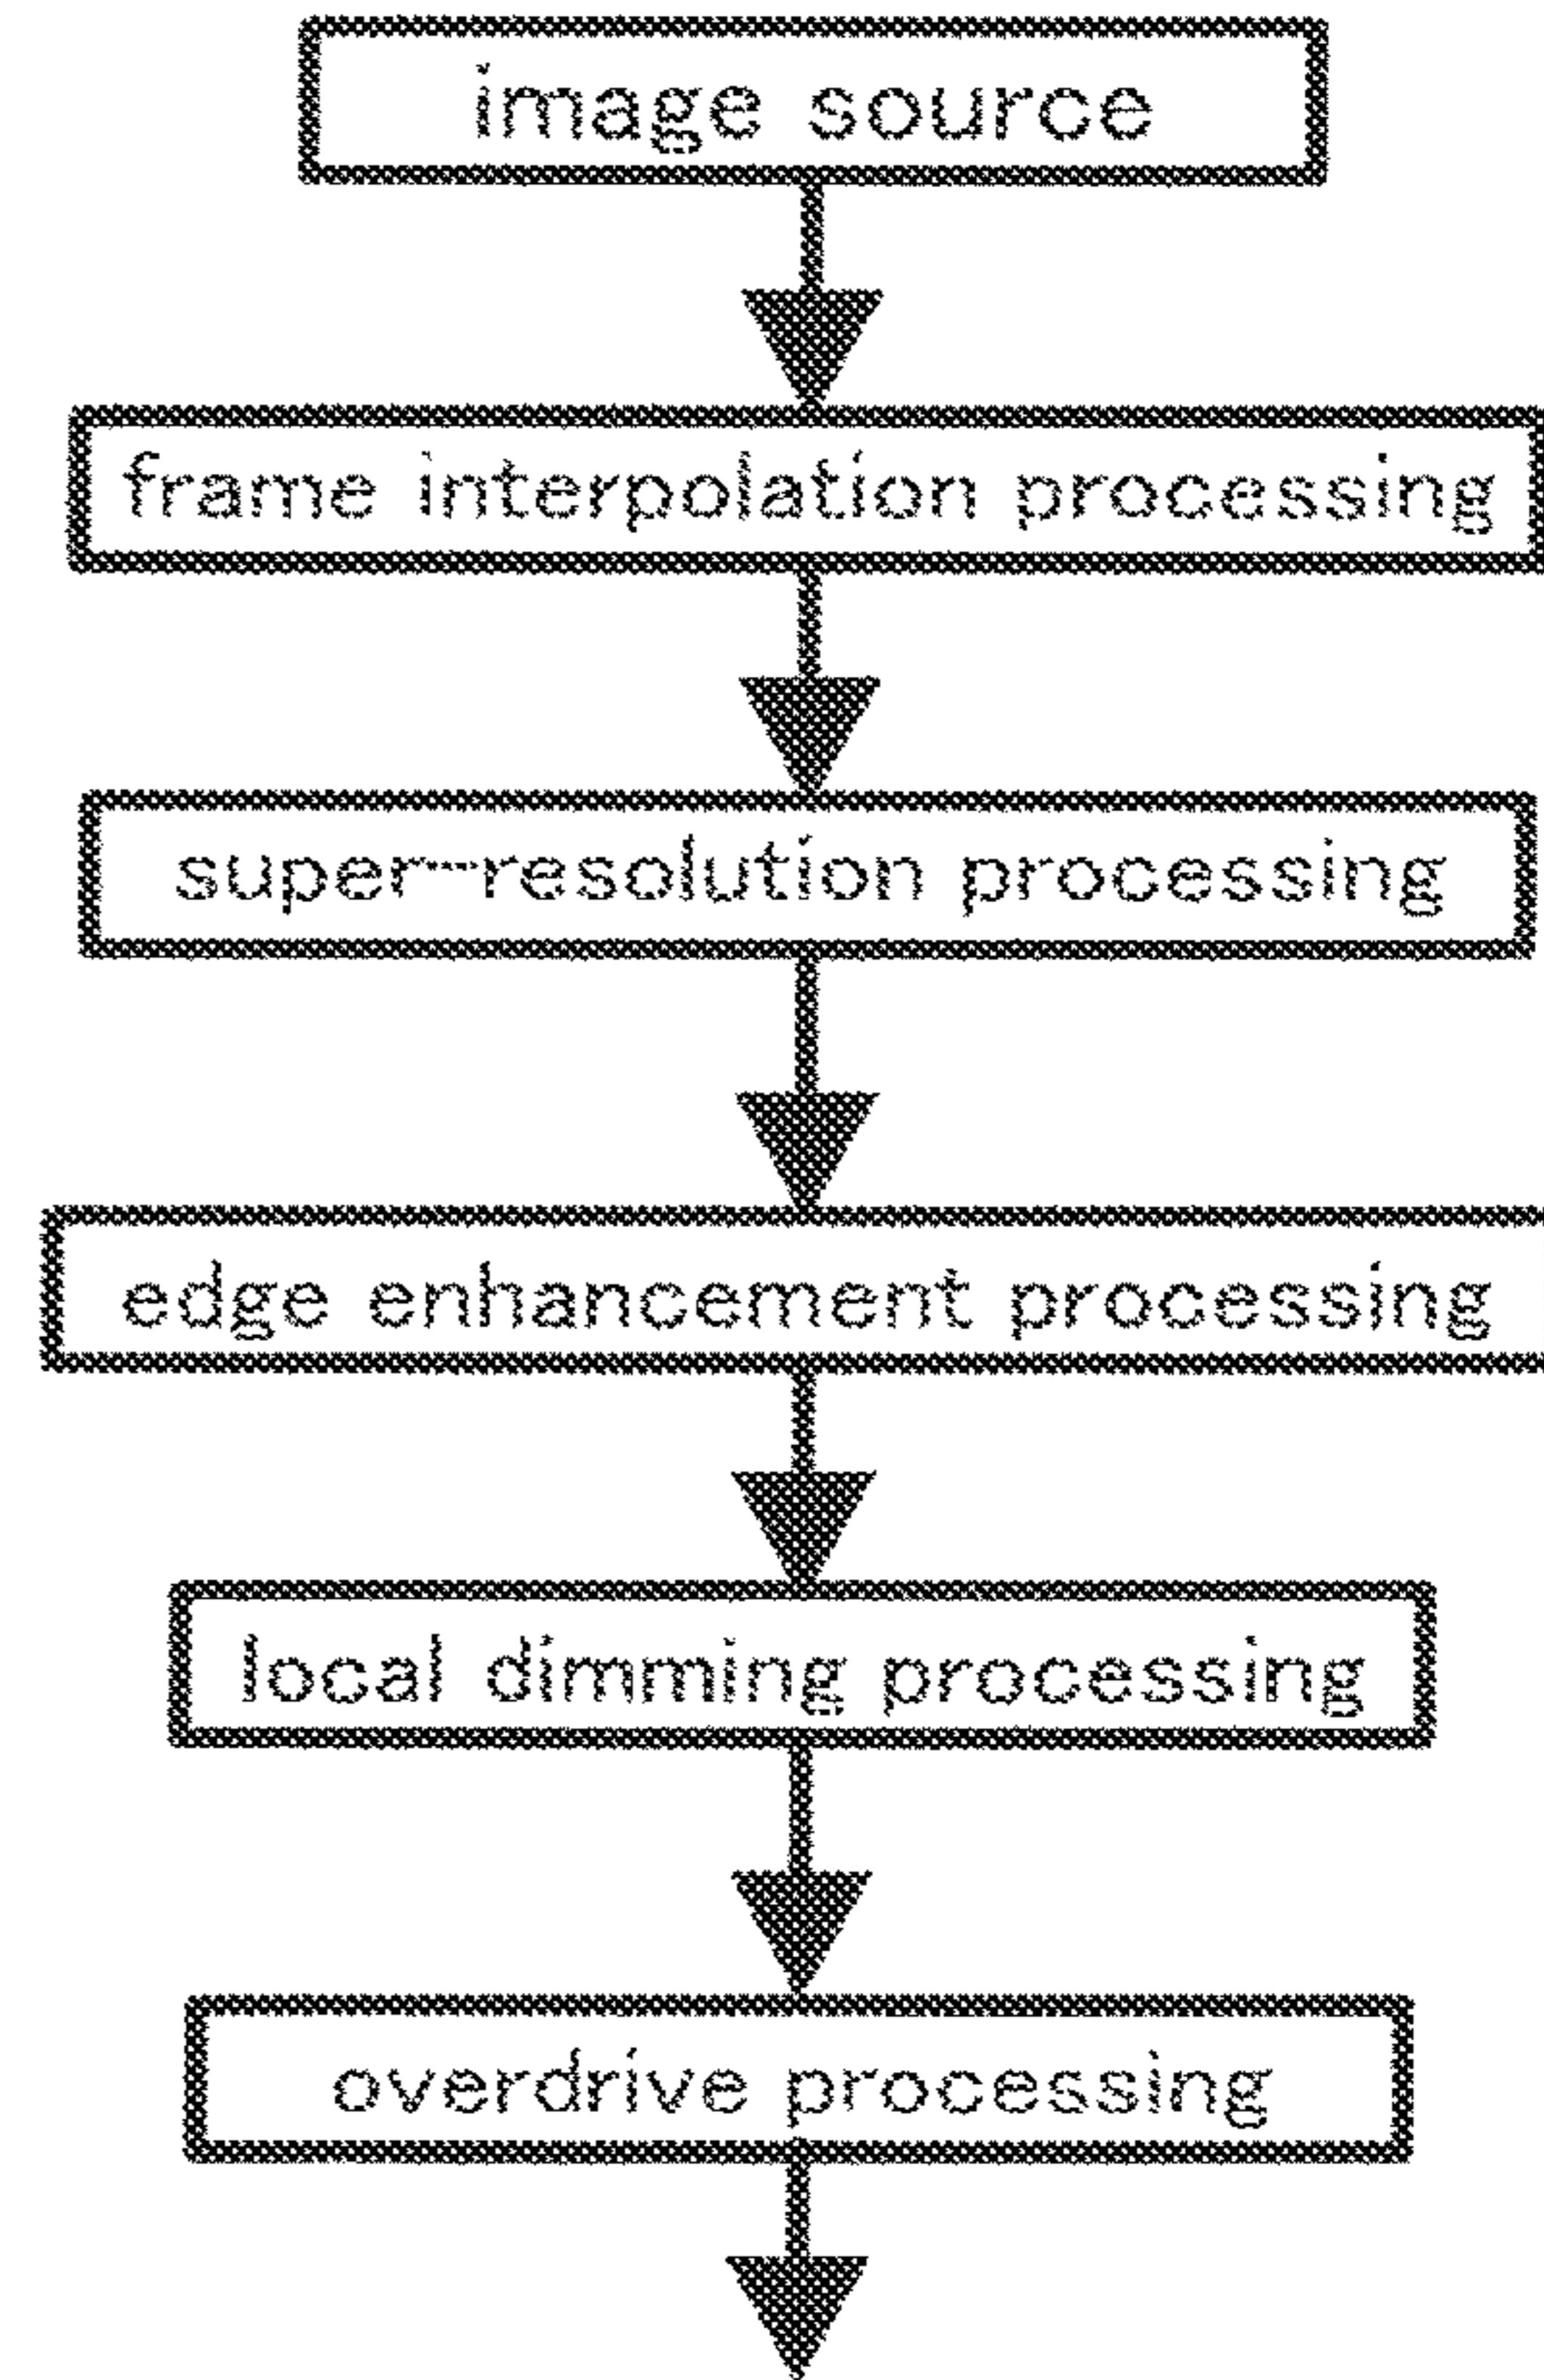 image source
frame interpolation processing
super-resolution processing
edge enhancement processing
local dimming processing
overdrive processing